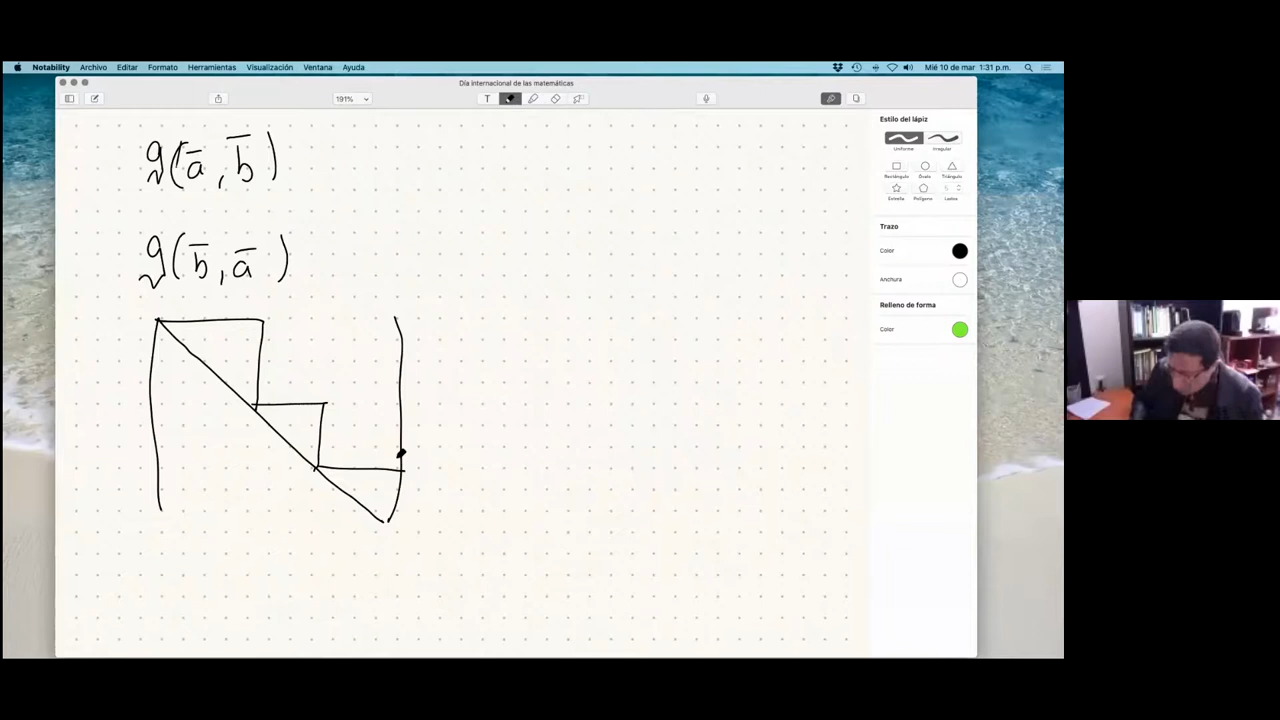 Notability Archivo Editar Formato Herramientas Visualización Ventana Ayuda Mié 10 de mar 1:31 p.m.
Día internacional de las matemáticas
191% T
Estilo del lápiz
Uniforme Irregular
Rectángulo Óvalo Triángulo
Estrella Polígono Lados
Trazo
Color
Anchura
Relleno de forma
Color
g(a̅, b̅)
g(b̅, a̅)